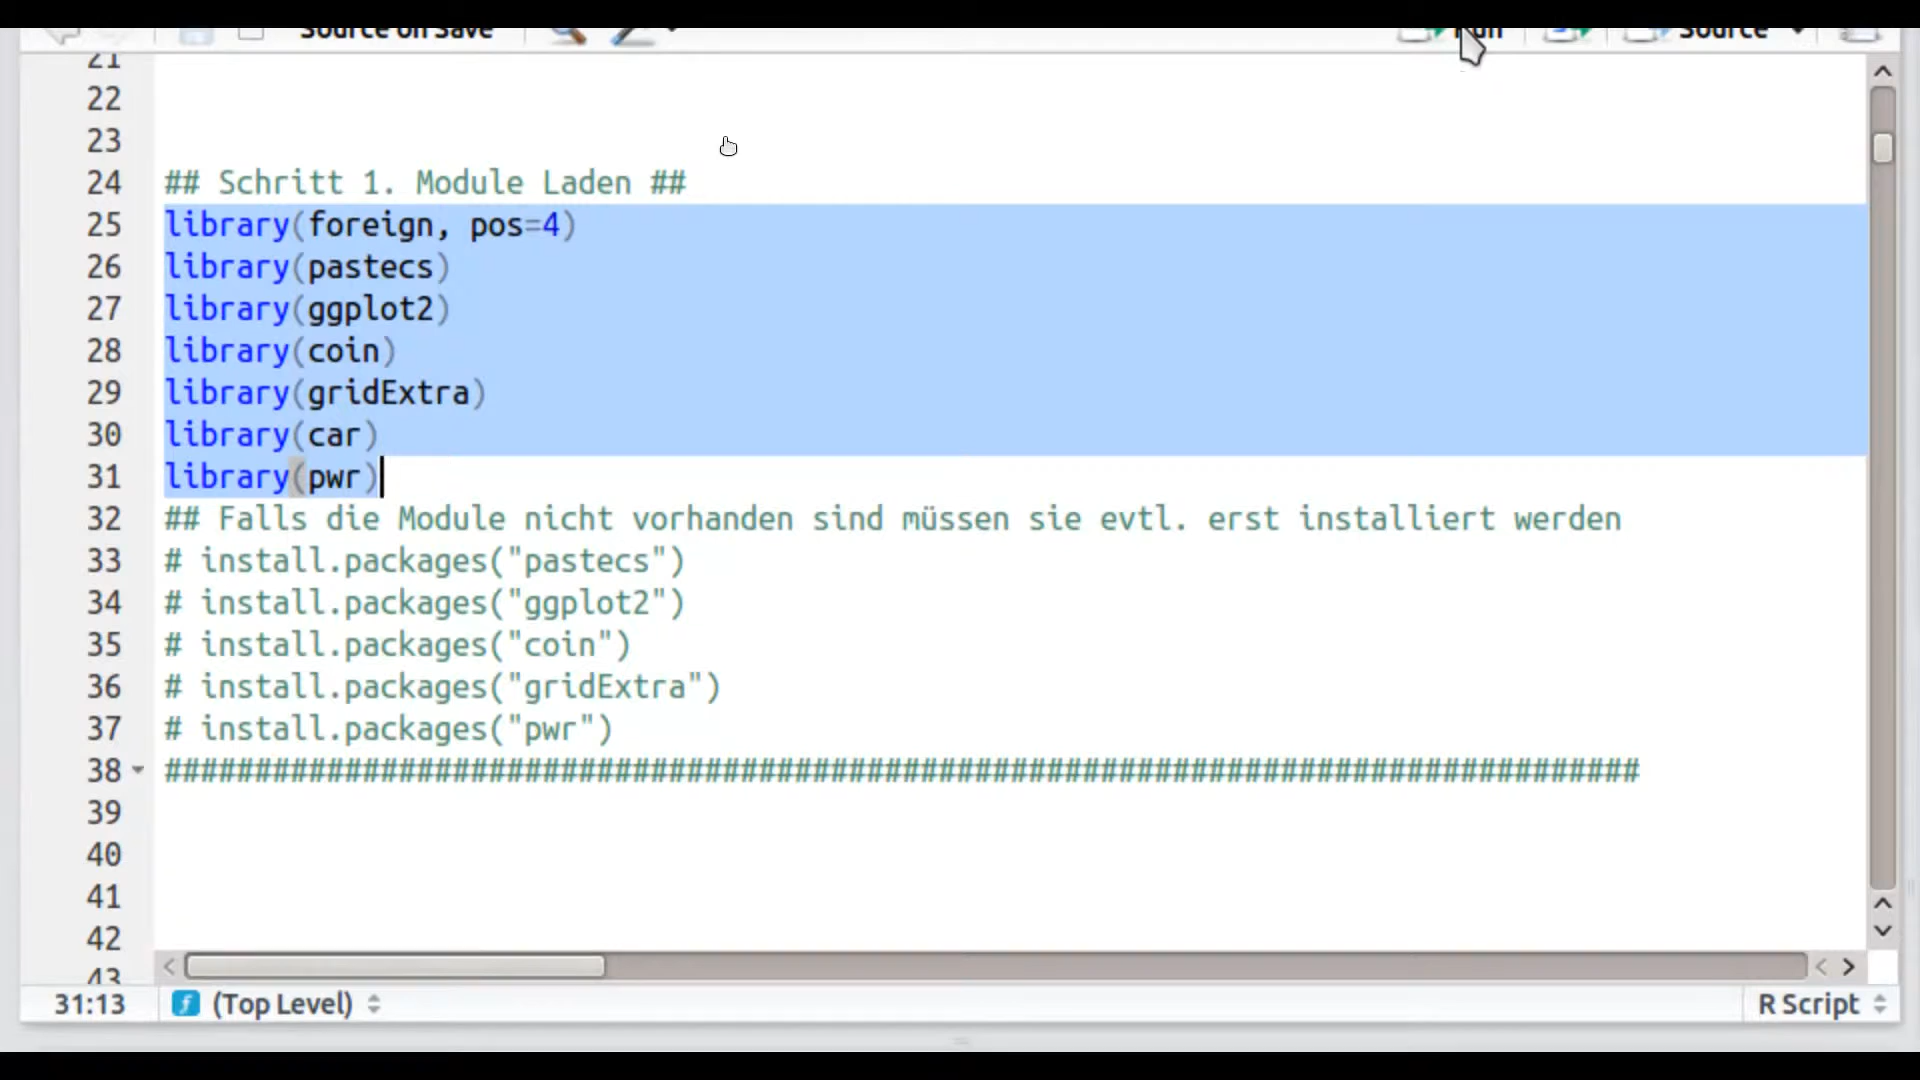 Source on Save Run Source
21
22
23
24 ## Schritt 1. Module Laden ##
25 library(foreign, pos=4)
26 library(pastecs)
27 library(ggplot2)
28 library(coin)
29 library(gridExtra)
30 library(car)
31 library(pwr)
32 ## Falls die Module nicht vorhanden sind müssen sie evtl. erst installiert werden
33 # install.packages("pastecs")
34 # install.packages("ggplot2")
35 # install.packages("coin")
36 # install.packages("gridExtra")
37 # install.packages("pwr")
38 ##################################################################################
39
40
41
42
43
31:13 (Top Level) R Script